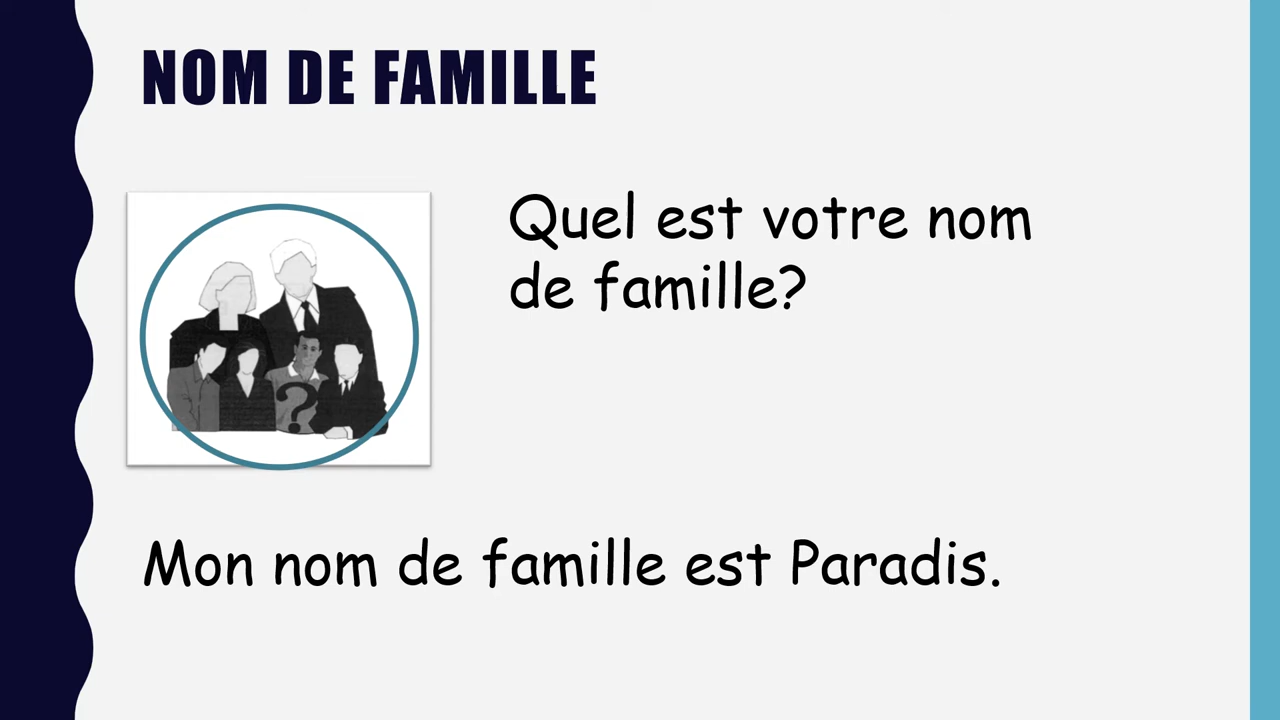 NOM DE FAMILLE
Quel est votre nom
de famille?
?
Mon nom de famille est Paradis.